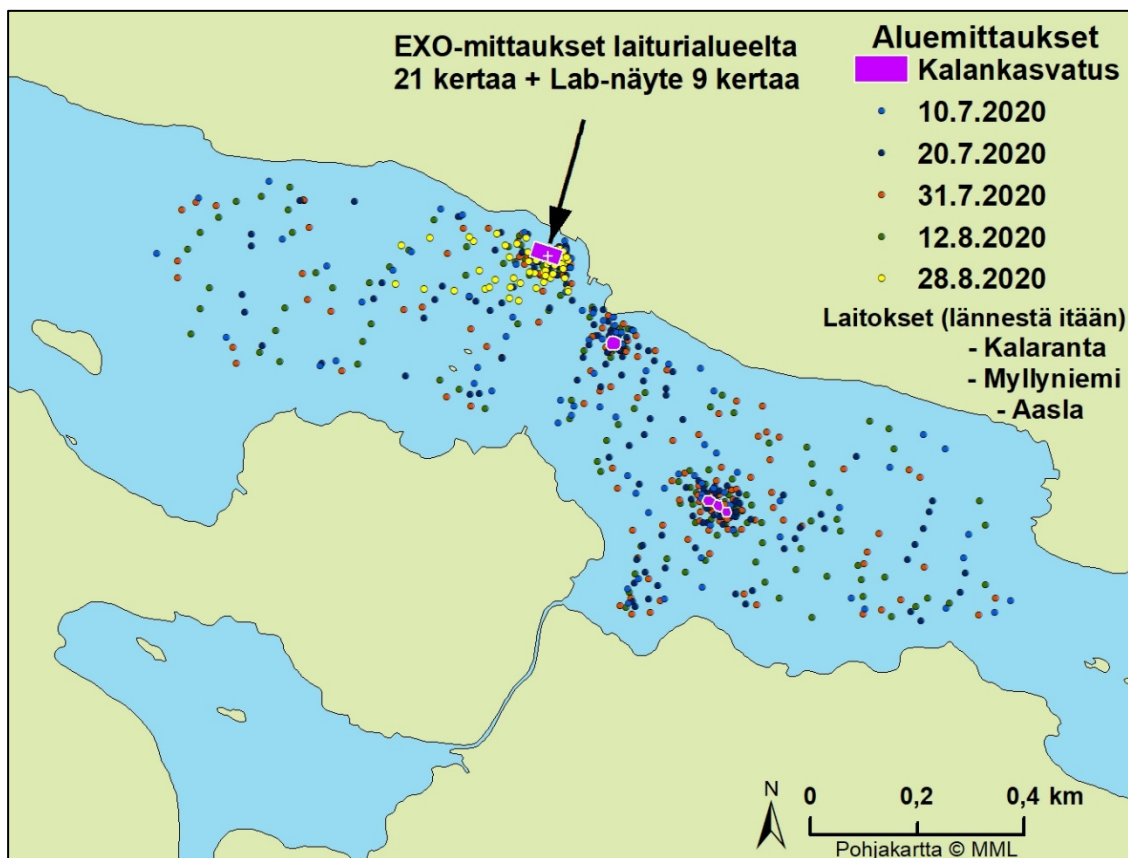 EXO-mittaukset laiturialueelta
21 kertaa + Lab-näyte 9 kertaa
Aluemittaukset
Kalankasvatus
10.7.2020
20.7.2020
31.7.2020
12.8.2020
28.8.2020
Laitokset (lännestä itään)
- Kalaranta
- Myllyniemi
- Aasla
N
0 0,2 0,4 km
Pohjakartta © MML